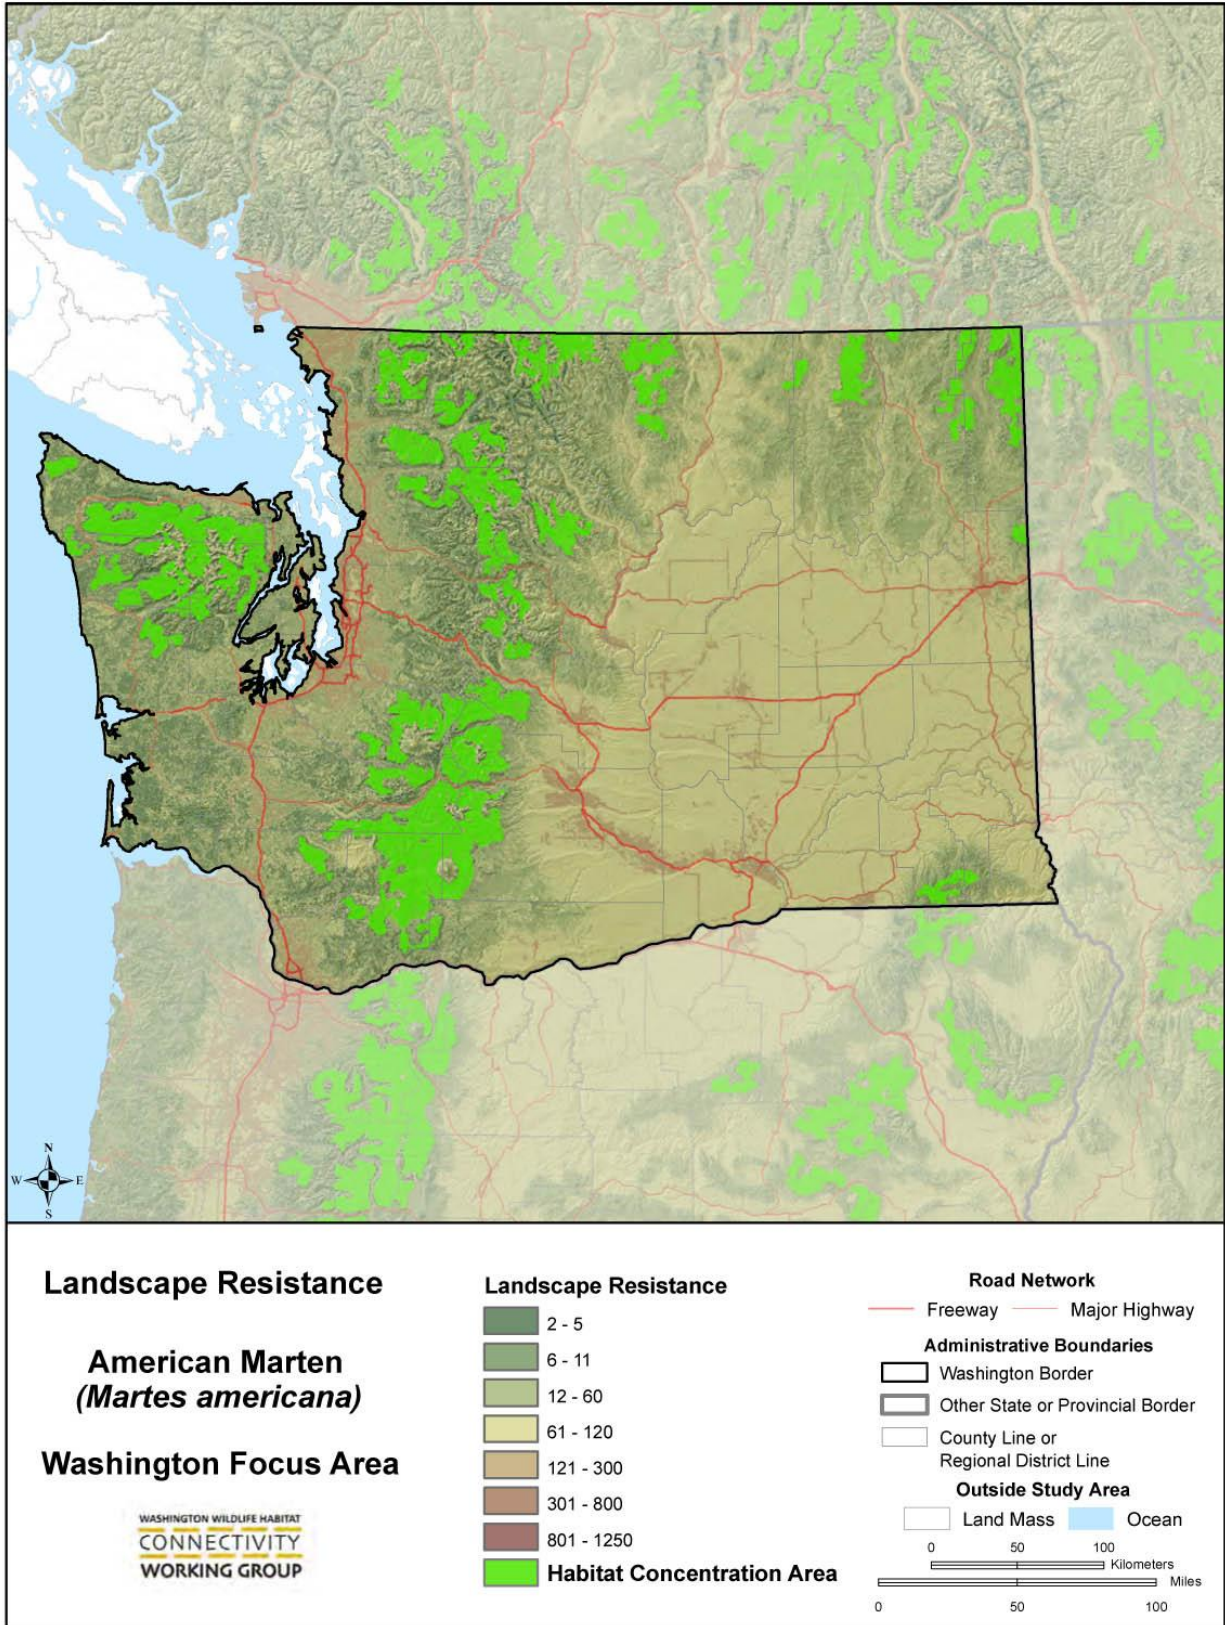 N
W E
S
Landscape Resistance
American Marten
(Martes americana)
Washington Focus Area
WASHINGTON WILDLIFE HABITAT
CONNECTIVITY
WORKING GROUP
Landscape Resistance
2 - 5
6 - 11
12 - 60
61 - 120
121 - 300
301 - 800
801 - 1250
Habitat Concentration Area
Road Network
Freeway Major Highway
Administrative Boundaries
Washington Border
Other State or Provincial Border
County Line or
Regional District Line
Outside Study Area
Land Mass Ocean
0 50 100
Kilometers
Miles
0 50 100